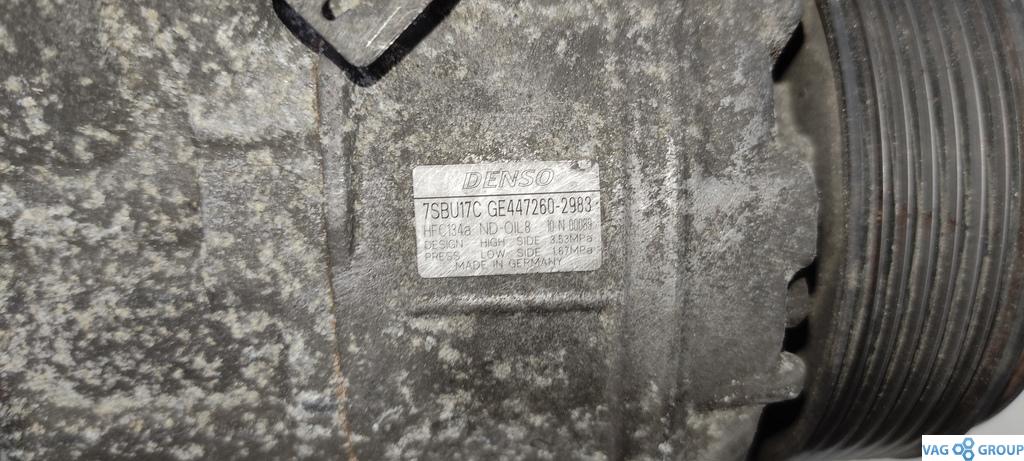 DENSO
7SBU17C GE447260-2983
HFC134a ND-OIL8 10 N 00089
DESIGN HIGH SIDE 3.53MPa
PRESS LOW SIDE 1.67MPa
MADE IN GERMANY
VAG GROUP